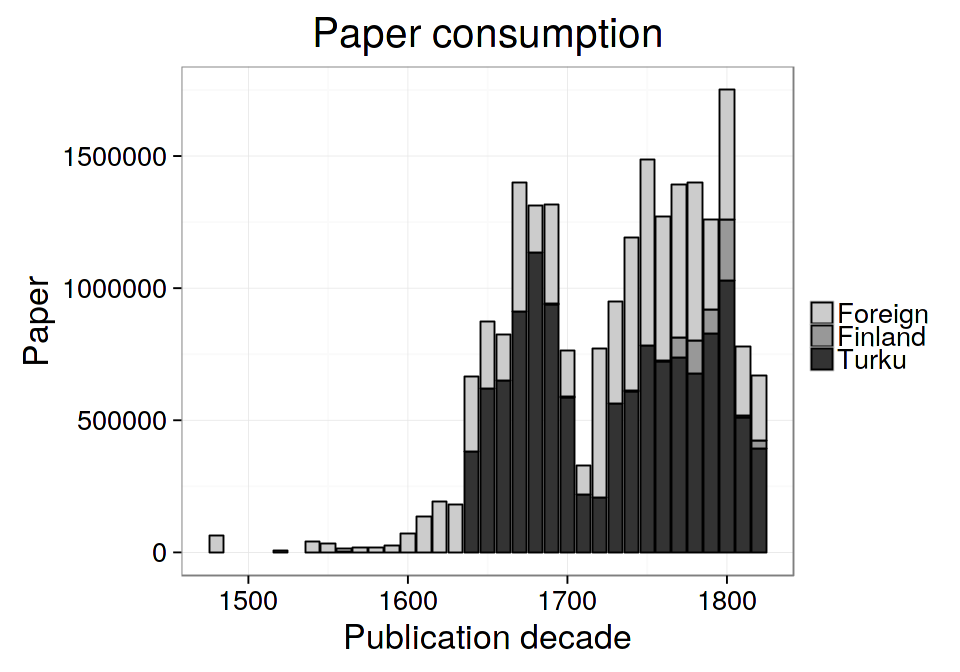 Paper consumption
Paper
1500000
1000000
500000
0
1500
1600
1700
1800
Publication decade
Foreign
Finland
Turku